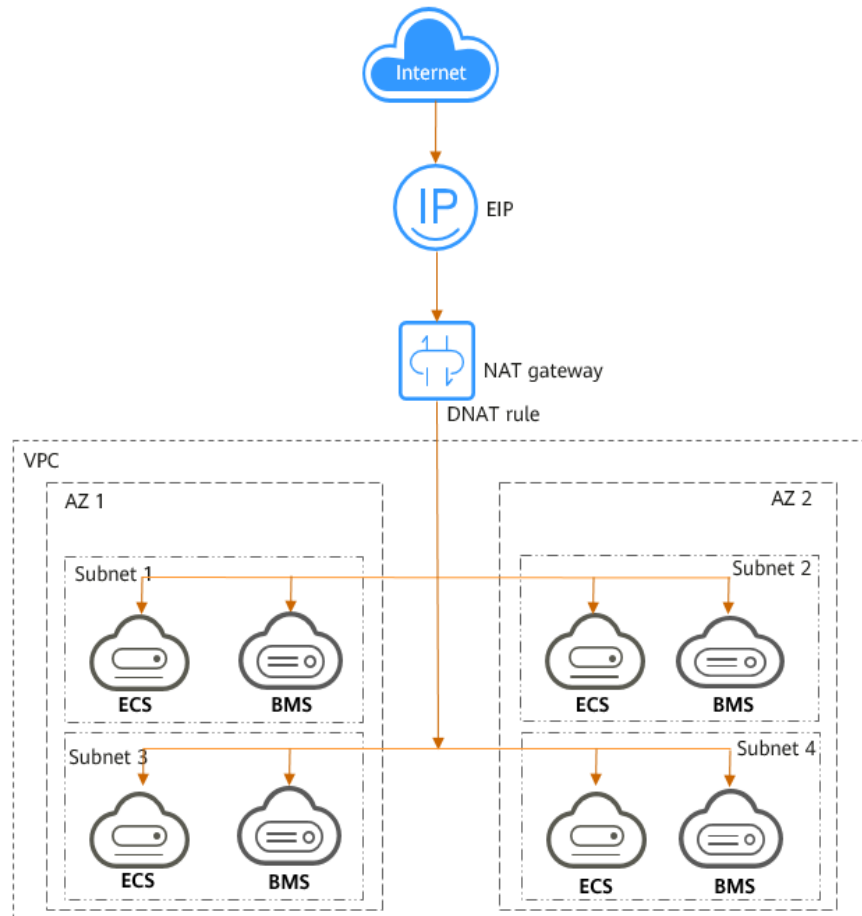 Internet
IP
EIP
NAT gateway
DNAT rule
VPC
AZ 1
AZ 2
Subnet 1
Subnet 2
ECS
BMS
ECS
BMS
Subnet 3
Subnet 4
ECS
BMS
ECS
BMS